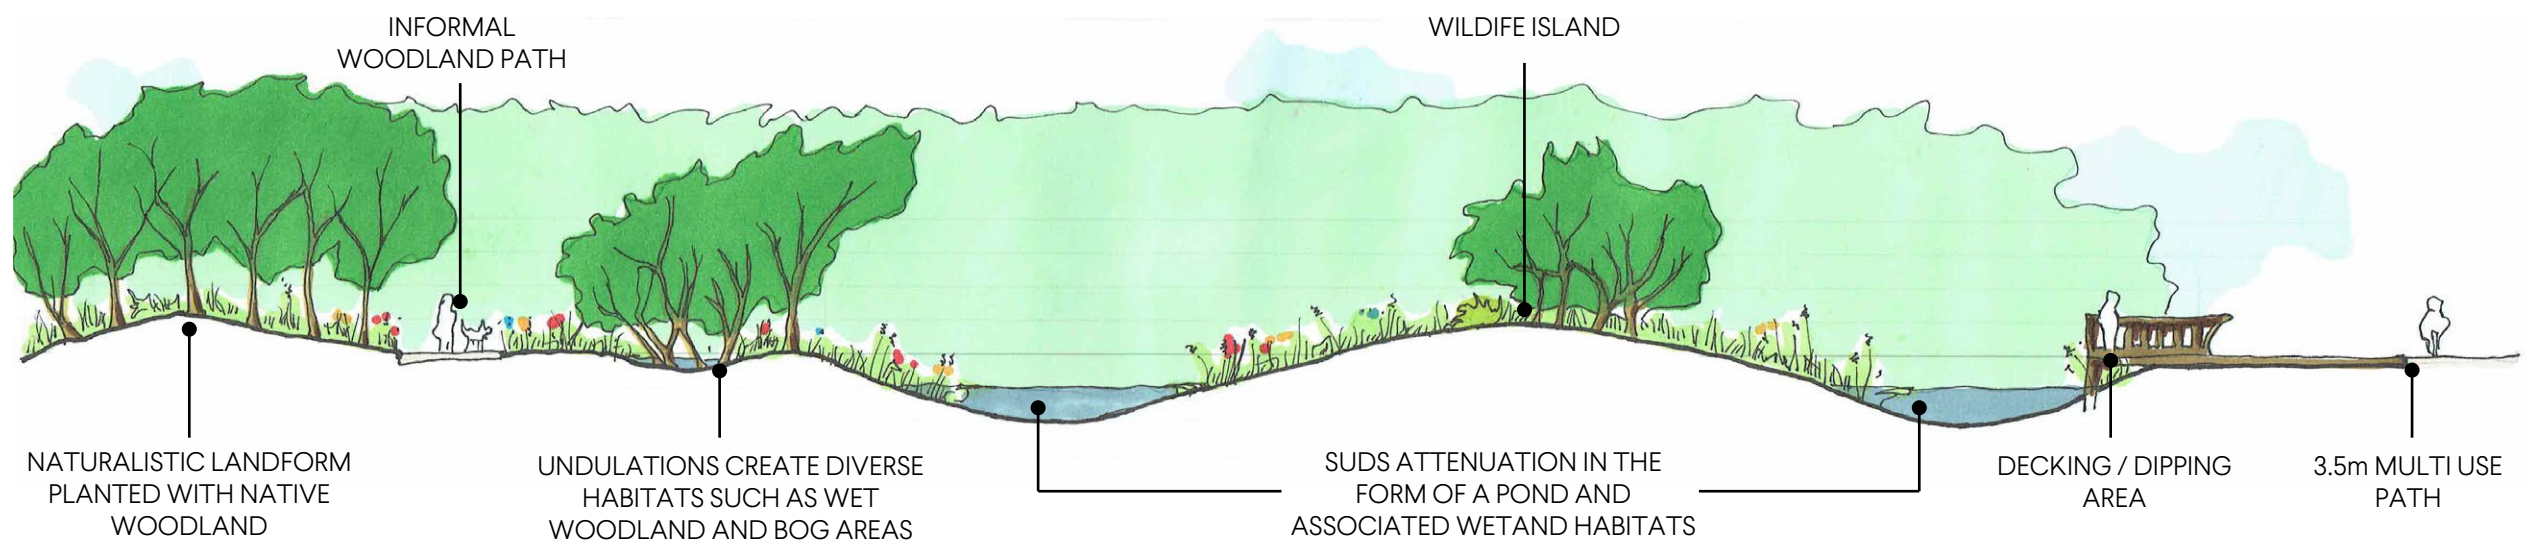 INFORMAL
WOODLAND PATH
WILDIFE ISLAND
NATURALISTIC LANDFORM
PLANTED WITH NATIVE
WOODLAND
UNDULATIONS CREATE DIVERSE
HABITATS SUCH AS WET
WOODLAND AND BOG AREAS
SUDS ATTENUATION IN THE
FORM OF A POND AND
ASSOCIATED WETAND HABITATS
DECKING / DIPPING
AREA
3.5m MULTI USE
PATH